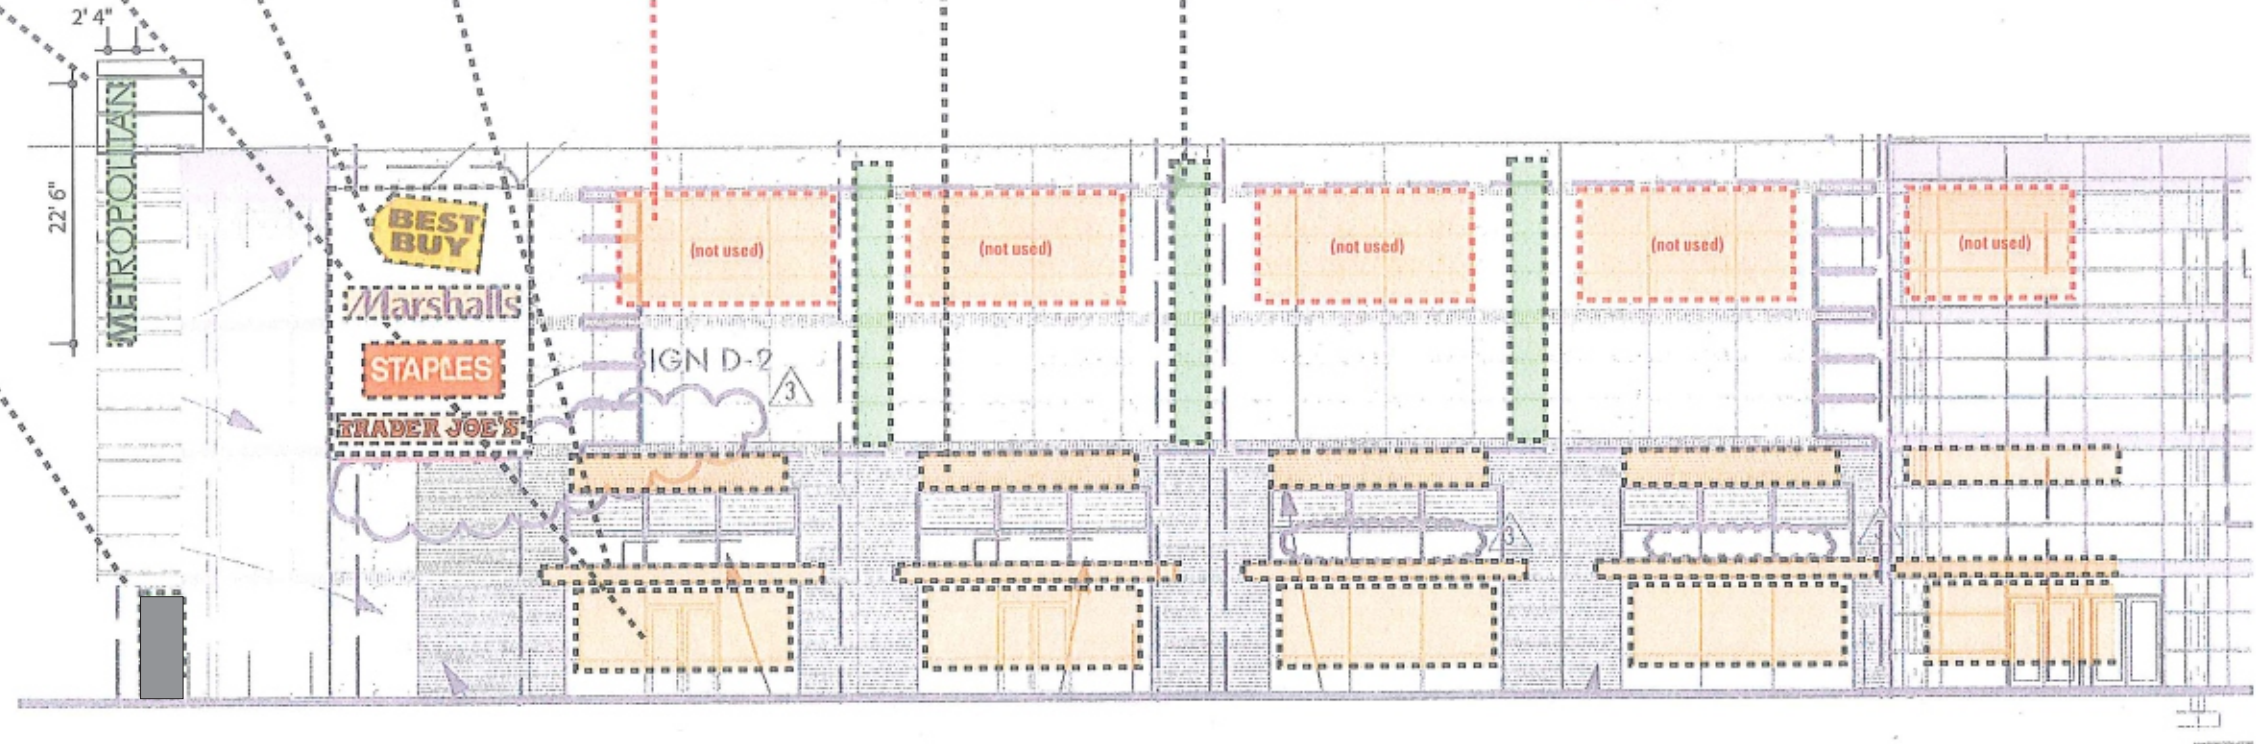 2' 4"
METROPOLITAN
22'6"
BEST
BUY
Marshalls
STAPLES
TRADER JOE'S
(not used)
(not used)
(not used)
(not used)
(not used)
SIGN D-2
3
3